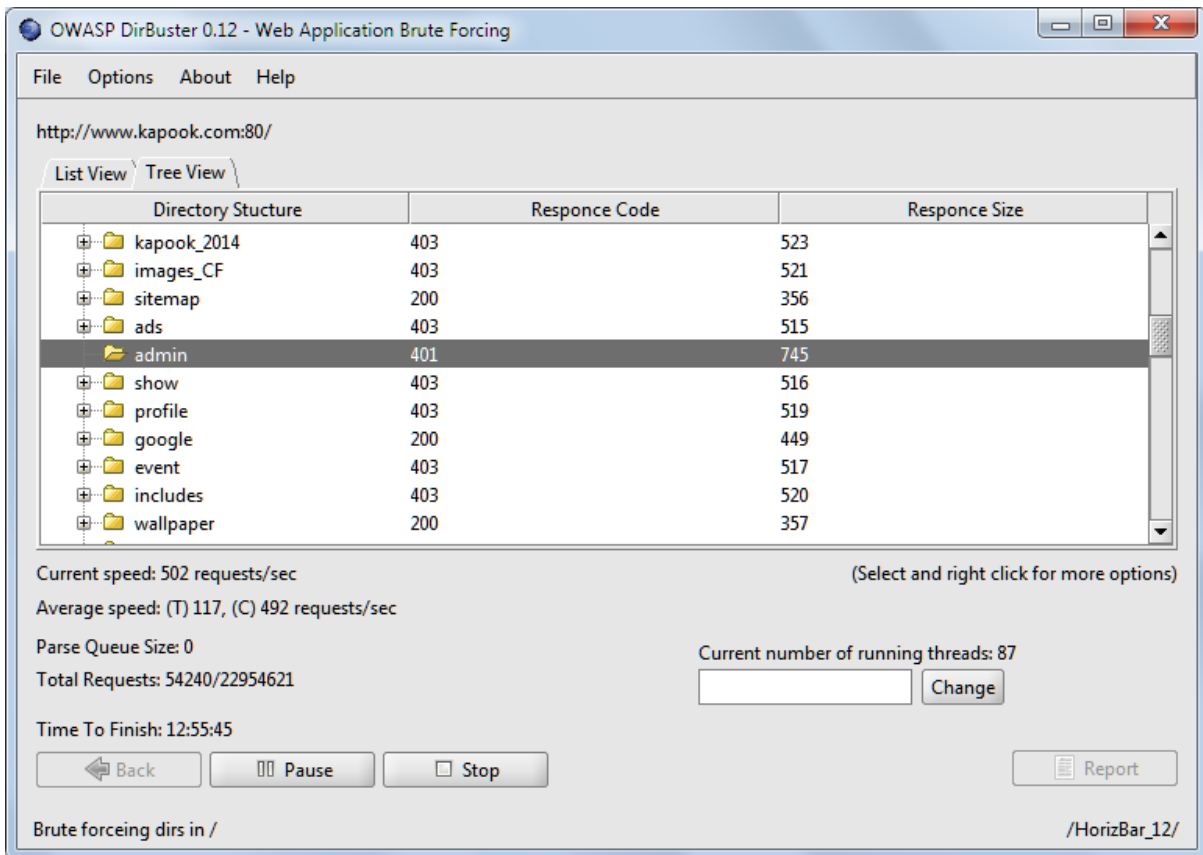 OWASP DirBuster 0.12 - Web Application Brute Forcing
File Options About Help
http://www.kapook.com:80/
List View Tree View
Directory Stucture Responce Code Responce Size
kapook_2014 403 523
images_CF 403 521
sitemap 200 356
ads 403 515
admin 401 745
show 403 516
profile 403 519
google 200 449
event 403 517
includes 403 520
wallpaper 200 357
Current speed: 502 requests/sec (Select and right click for more options)
Average speed: (T) 117, (C) 492 requests/sec
Parse Queue Size: 0
Current number of running threads: 87
Total Requests: 54240/22954621
Change
Time To Finish: 12:55:45
Back Pause Stop Report
Brute forceing dirs in / /HorizBar_12/